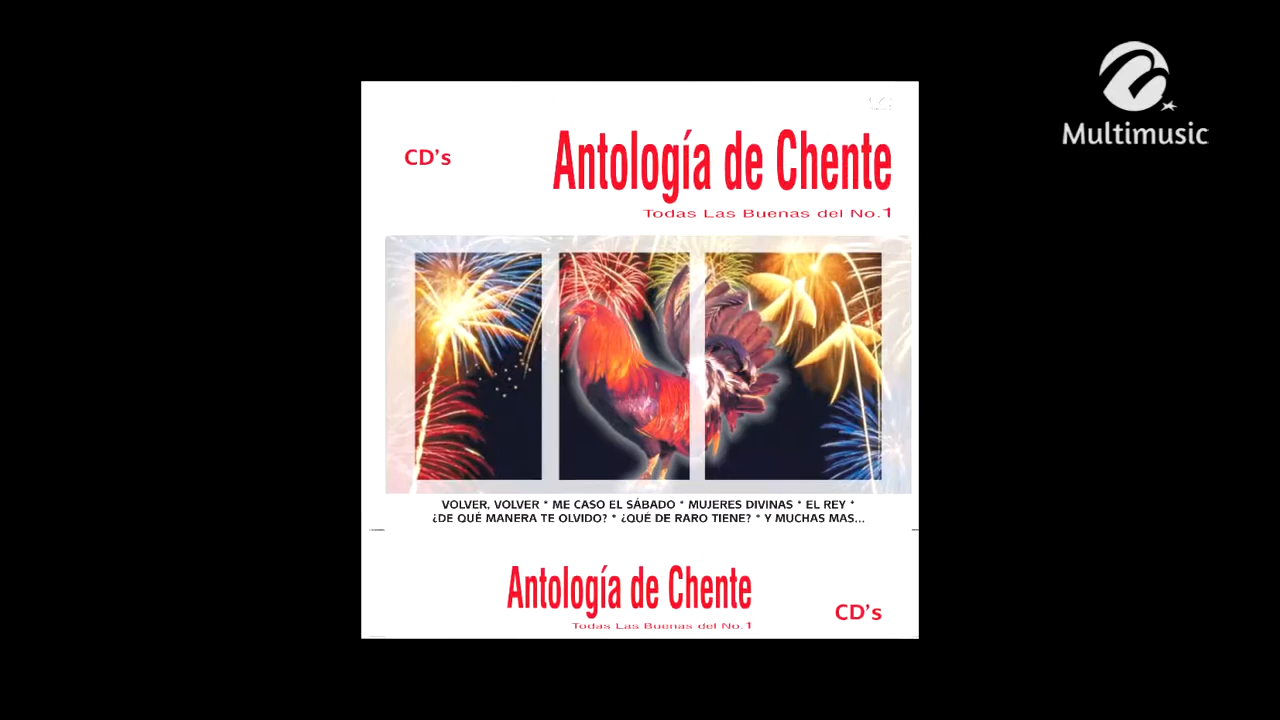 Multimusic
CD's
Antología de Chente
Todas Las Buenas del No.1
VOLVER, VOLVER * ME CASO EL SÁBADO * MUJERES DIVINAS * EL REY *
¿DE QUÉ MANERA TE OLVIDO? * ¿QUÉ DE RARO TIENE? * Y MUCHAS MAS...
Antología de Chente
Todas Las Buenas del No.1
CD's